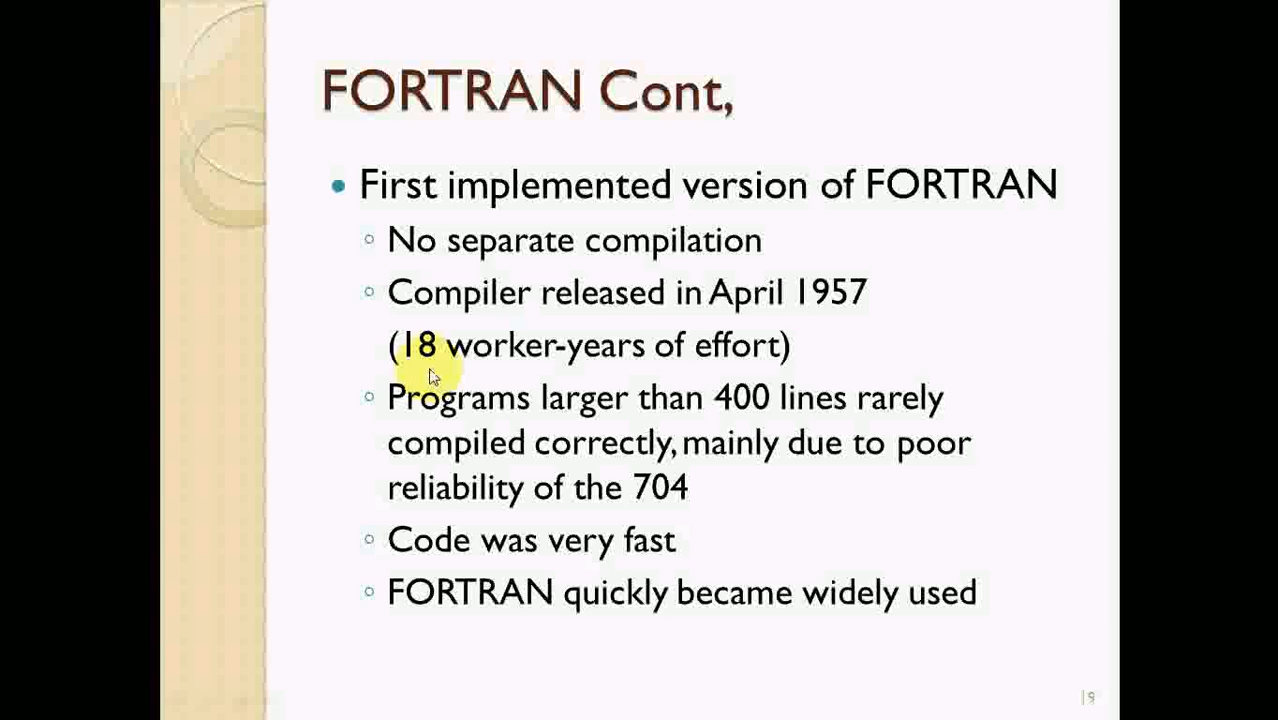 FORTRAN Cont,
• First implemented version of FORTRAN
◦ No separate compilation
◦ Compiler released in April 1957
(18 worker-years of effort)
◦ Programs larger than 400 lines rarely
compiled correctly, mainly due to poor
reliability of the 704
◦ Code was very fast
◦ FORTRAN quickly became widely used
19